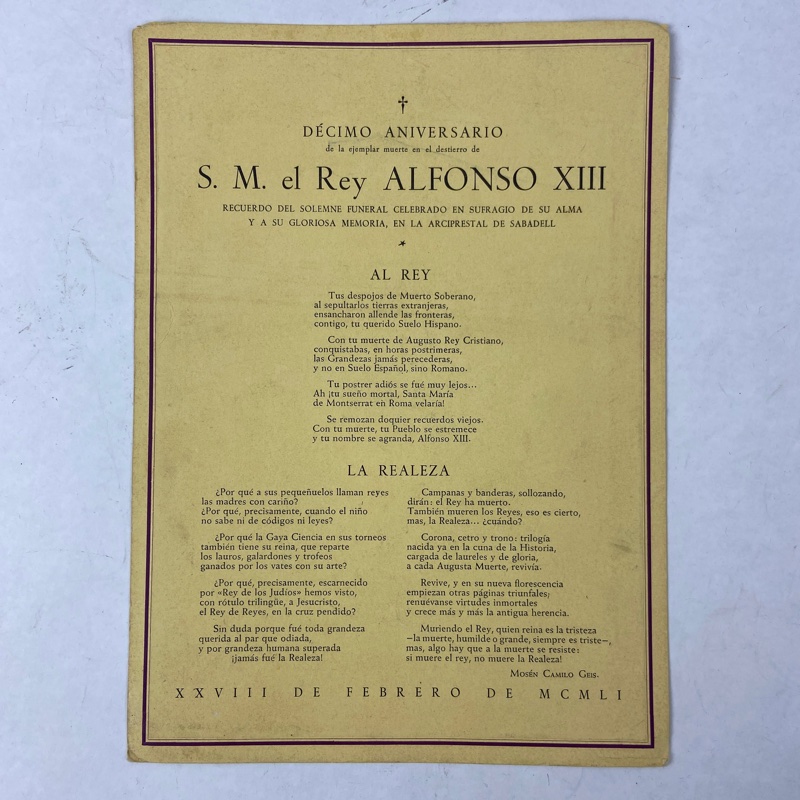 †
DÉCIMO ANIVERSARIO
de la ejemplar muerte en el destierro de
S. M. el Rey ALFONSO XIII
RECUERDO DEL SOLEMNE FUNERAL CELEBRADO EN SUFRAGIO DE SU ALMA
Y A SU GLORIOSA MEMORIA, EN LA ARCIPRESTAL DE SABADELL
*
AL REY
Tus despojos de Muerto Soberano,
al sepultarlos tierras extranjeras,
ensancharon allende las fronteras,
contigo, tu querido Suelo Hispano.
Con tu muerte de Augusto Rey Cristiano,
conquistabas, en horas postrimeras,
las Grandezas jamás perecederas,
y no en Suelo Español, sino Romano.
Tu postrer adiós se fué muy lejos...
Ah ¡tu sueño mortal, Santa María
de Montserrat en Roma velaría!
Se remozan doquier recuerdos viejos.
Con tu muerte, tu Pueblo se estremece
y tu nombre se agranda, Alfonso XIII.
LA REALEZA
¿Por qué a sus pequeñuelos llaman reyes
las madres con cariño?
¿Por qué, precisamente, cuando el niño
no sabe ni de códigos ni leyes?
¿Por qué la Gaya Ciencia en sus torneos
también tiene su reina, que reparte
los lauros, galardones y trofeos
ganados por los vates con su arte?
¿Por qué, precisamente, escarnecido
por «Rey de los Judíos» hemos visto,
con rótulo trilingüe, a Jesucristo,
el Rey de Reyes, en la cruz pendido?
Sin duda porque fué toda grandeza
querida al par que odiada,
y por grandeza humana superada
¡jamás fué la Realeza!
Campanas y banderas, sollozando,
dirán: el Rey ha muerto.
También mueren los Reyes, eso es cierto,
mas, la Realeza... ¿cuándo?
Corona, cetro y trono: trilogía
nacida ya en la cuna de la Historia,
cargada de laureles y de gloria,
a cada Augusta Muerte, revivía.
Revive, y en su nueva florescencia
empiezan otras páginas triunfales;
renuévanse virtudes inmortales
y crece más y más la antigua herencia.
Muriendo el Rey, quien reina es la tristeza
—la muerte, humilde o grande, siempre es triste—,
mas, algo hay que a la muerte se resiste:
si muere el rey, no muere la Realeza!
MOSÉN CAMILO GEIS.
XXVIII DE FEBRERO DE MCMLI